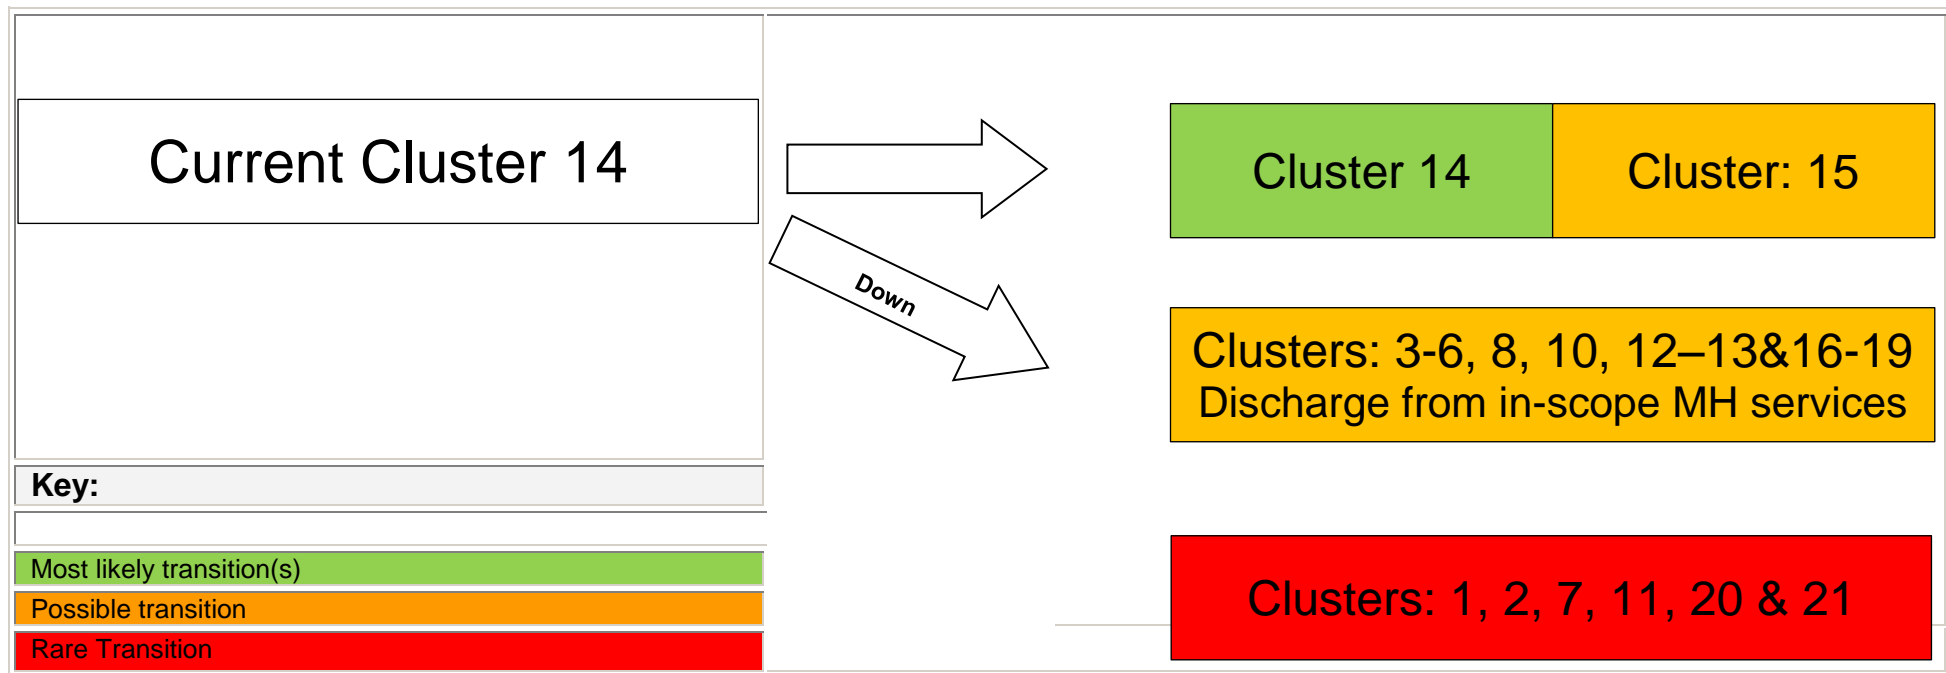 Current Cluster 14
Cluster 14
Cluster: 15
Down
Clusters: 3-6, 8, 10, 12–13&16-19
Discharge from in-scope MH services
Key:
Most likely transition(s)
Possible transition
Rare Transition
Clusters: 1, 2, 7, 11, 20 & 21